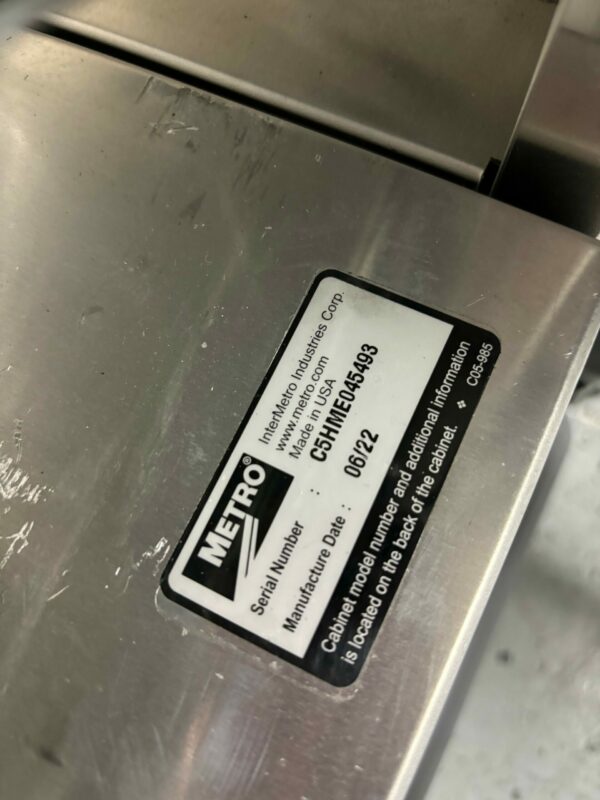 METRO®
InterMetro Industries Corp.
www.metro.com
Made in USA
Serial Number : C5HME045493
Manufacture Date : 06/22
Cabinet model number and additional information
is located on the back of the cabinet. ❖ C05-985